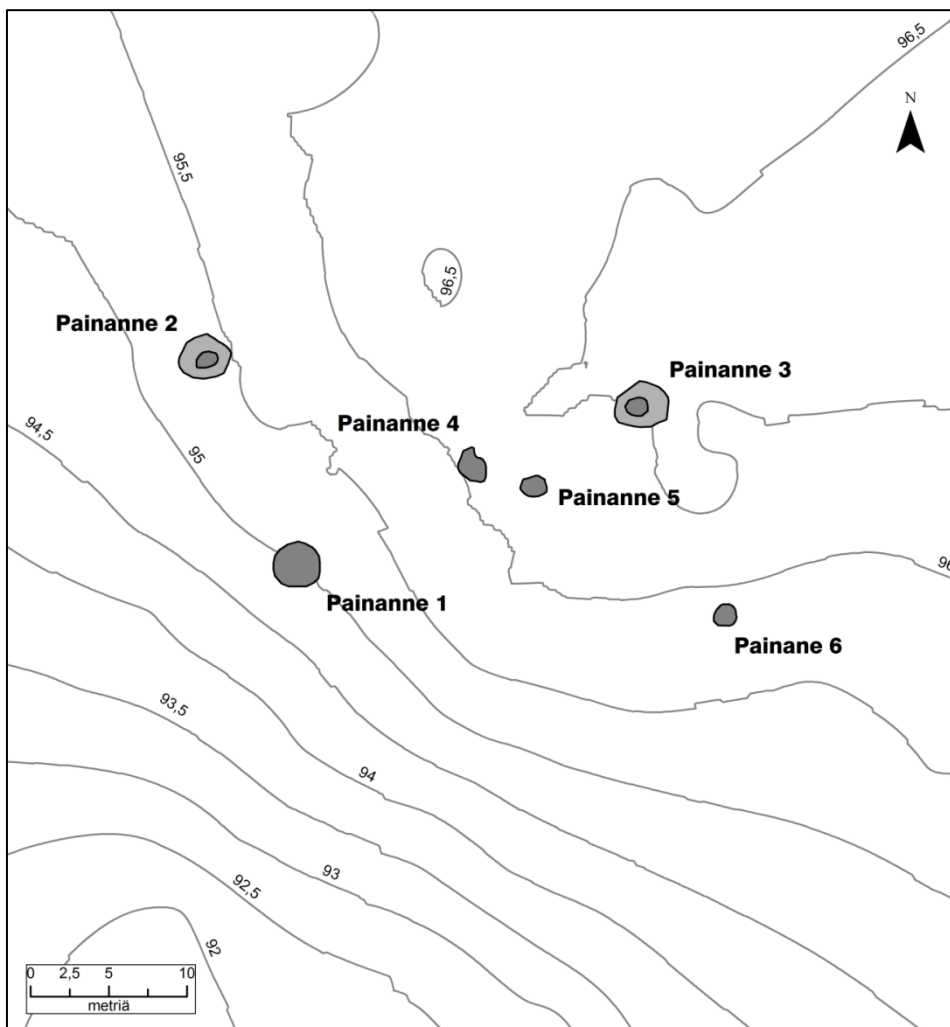 96,5
N
95,5
96,5
Painanne 2
Painanne 3
Painanne 4
94,5
95
Painanne 5
96
Painanne 1
Painane 6
93,5
94
93
92,5
92
0 2,5 5 10
metriä